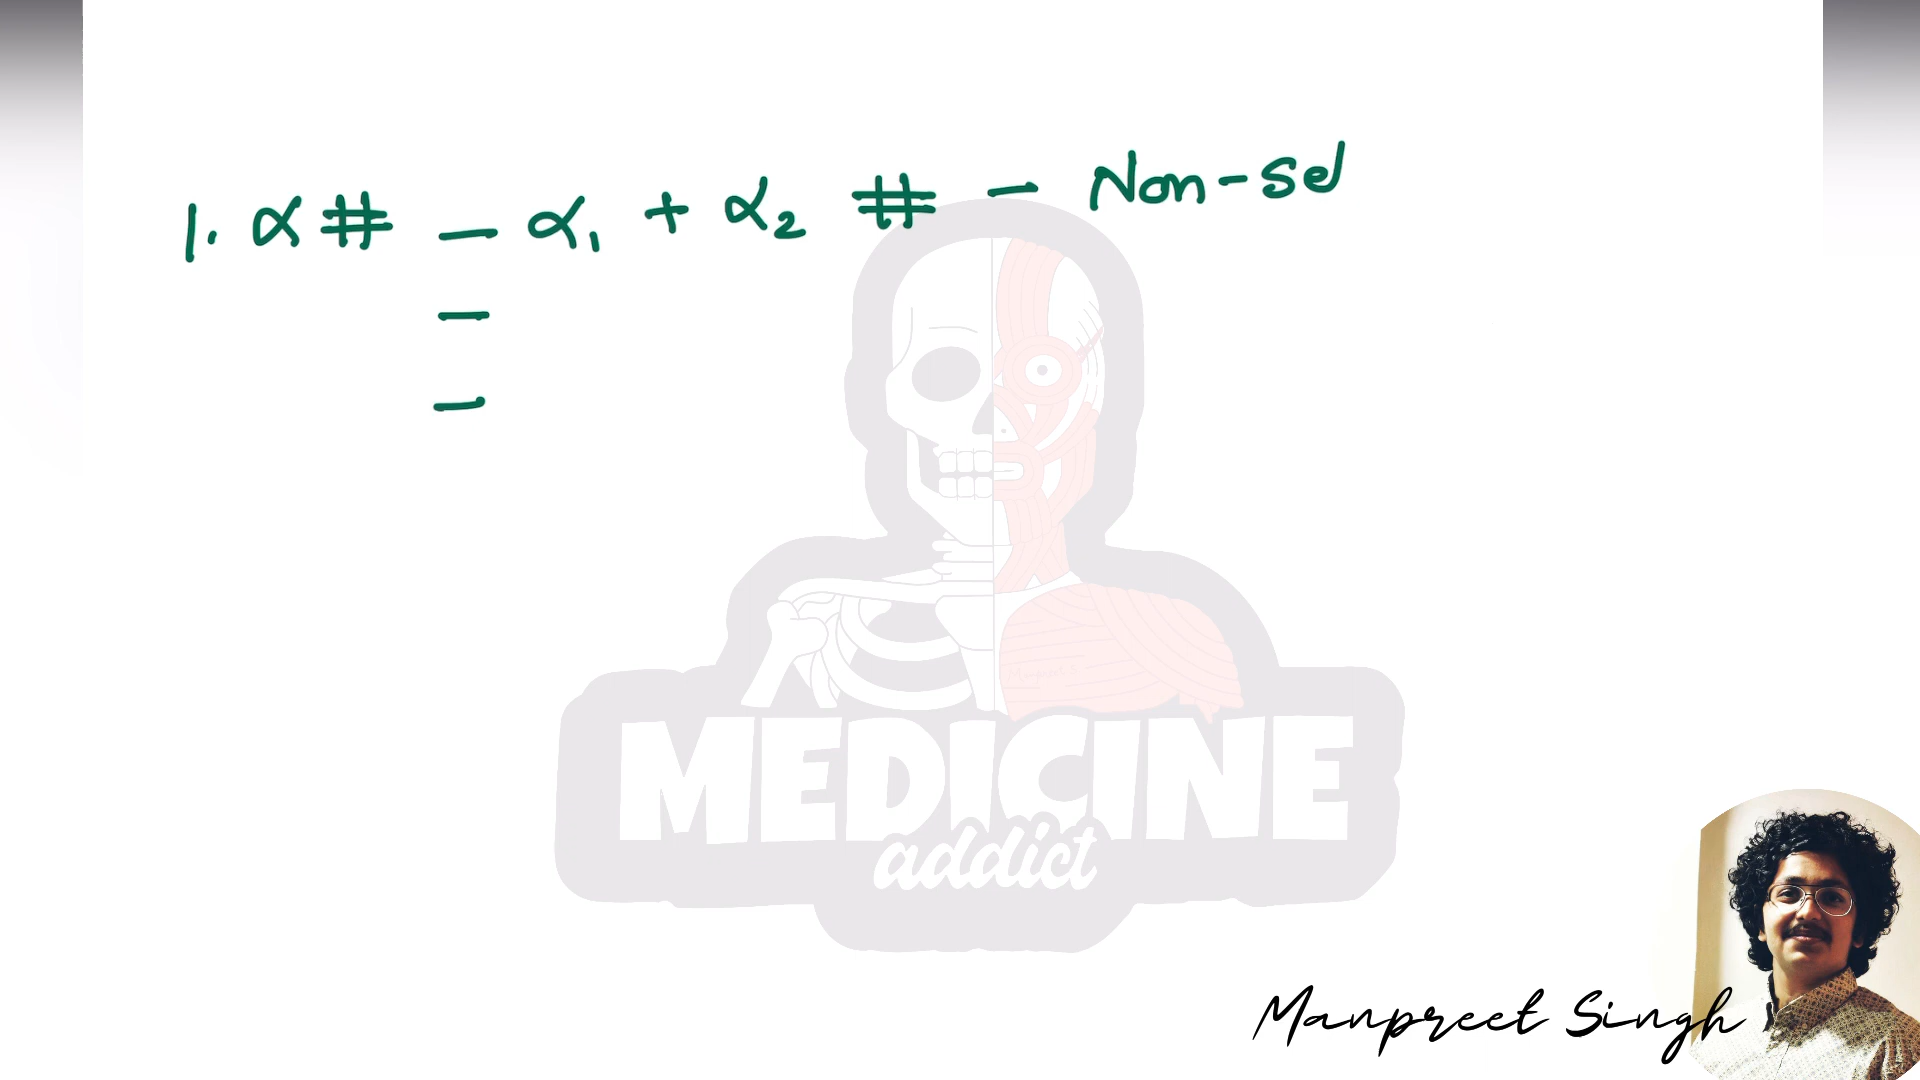 1. α # – α₁ + α₂ # – Non-sel
–
–
MEDICINE
addict
Manpreet Singh